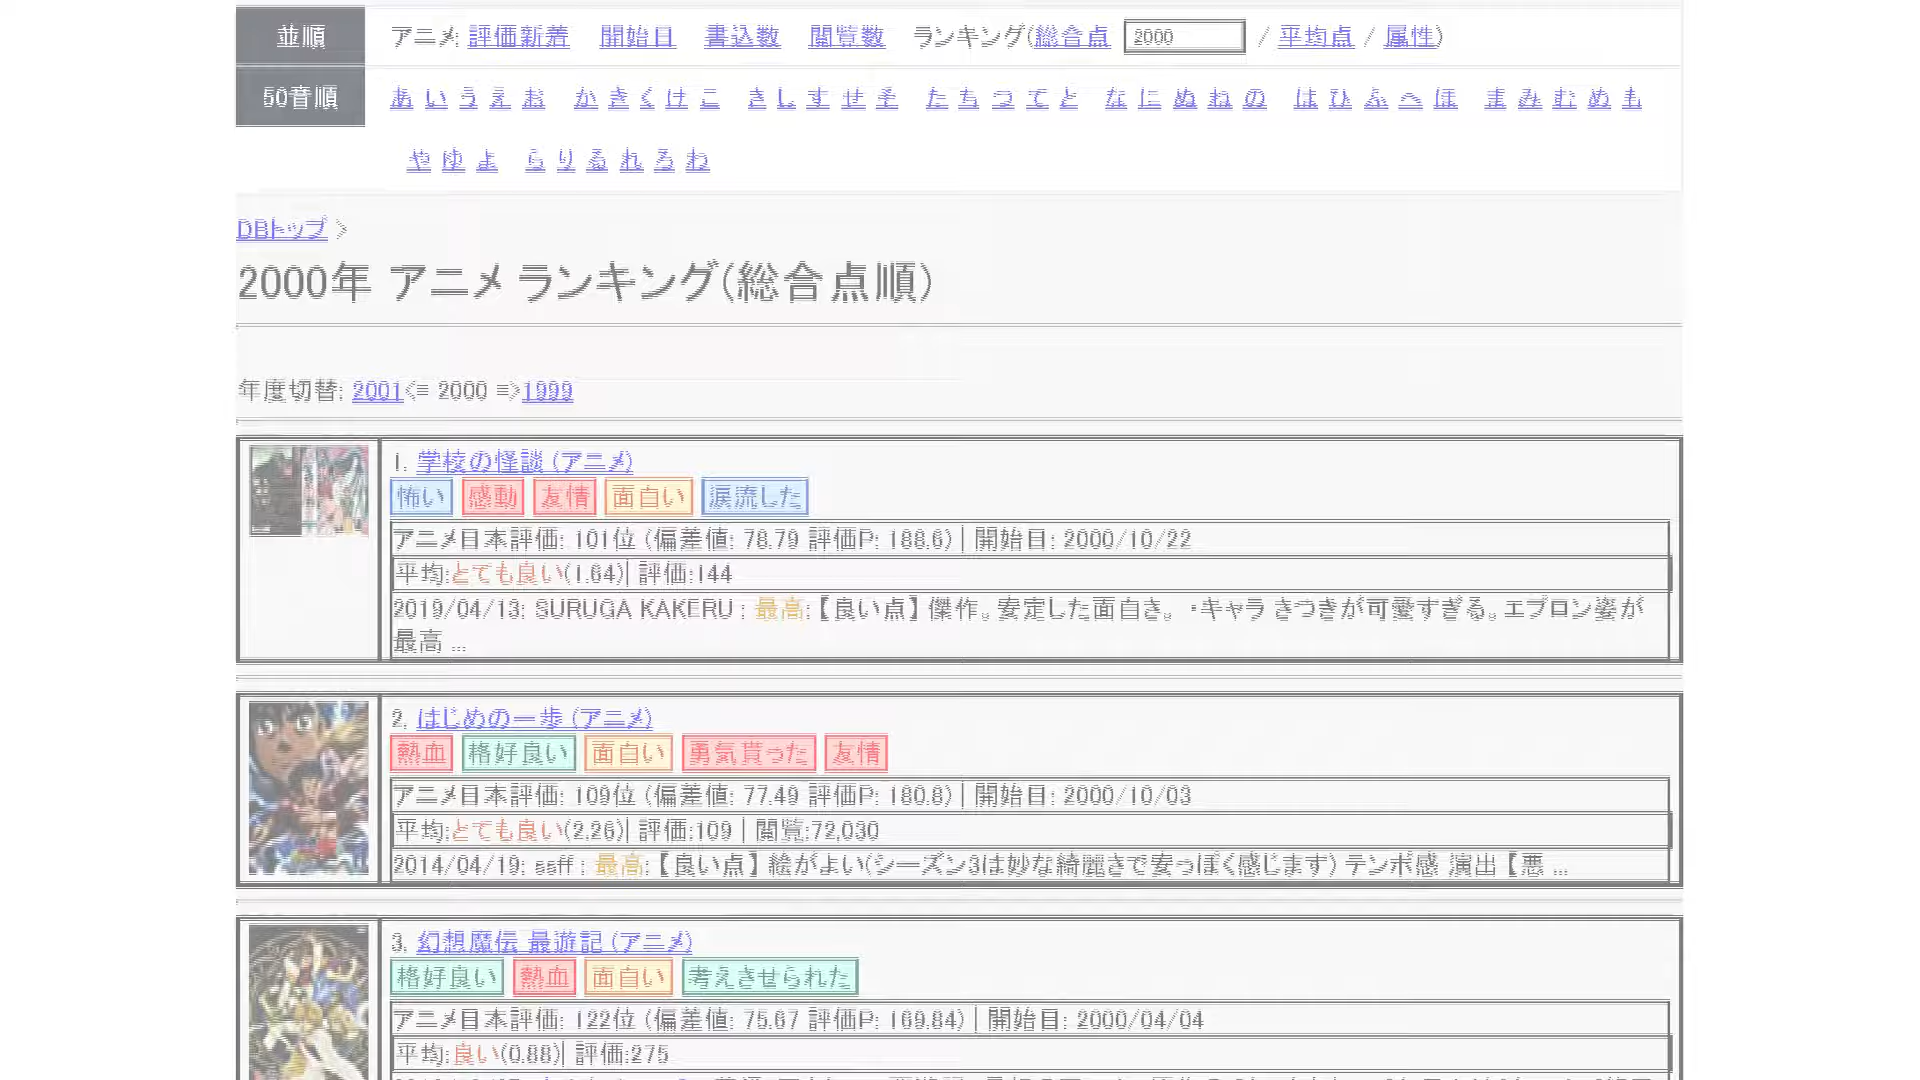 並順 アニメ: 評価新着 開始日 書込数 閲覧数 ランキング(総合点 2000 / 平均点 / 属性)
50音順 あ い う え お か き く け こ さ し す せ そ た ち つ て と な に ぬ ね の は ひ ふ へ ほ ま み む め も
や ゆ よ ら り る れ ろ わ
DBトップ >
2000年 アニメ ランキング(総合点順)
年度切替: 2001<= 2000 =>1999
1. 学校の怪談 (アニメ)
怖い 感動 友情 面白い 涙流した
アニメ日本評価: 101位 (偏差値: 78.79 評価P: 188.6) | 開始日: 2000/10/22
平均:とても良い(1.64)| 評価:144
2019/04/13: SURUGA KAKERU : 最高:【良い点】 傑作。安定した面白さ。 ・キャラ さつきが可愛すぎる。エプロン姿が
最高 ...
2. はじめの一歩 (アニメ)
熱血 格好良い 面白い 勇気貰った 友情
アニメ日本評価: 109位 (偏差値: 77.49 評価P: 180.8) | 開始日: 2000/10/03
平均:とても良い(2.26)| 評価:109 | 閲覧:72,030
2014/04/19: ssff : 最高:【良い点】 絵がよい(シーズン3は妙な綺麗さで安っぽく感じます) テンポ感 演出 【悪 ...
3. 幻想魔伝 最遊記 (アニメ)
格好良い 熱血 面白い 考えさせられた
アニメ日本評価: 122位 (偏差値: 75.67 評価P: 169.84) | 開始日: 2000/04/04
平均:良い(0.88)| 評価:275